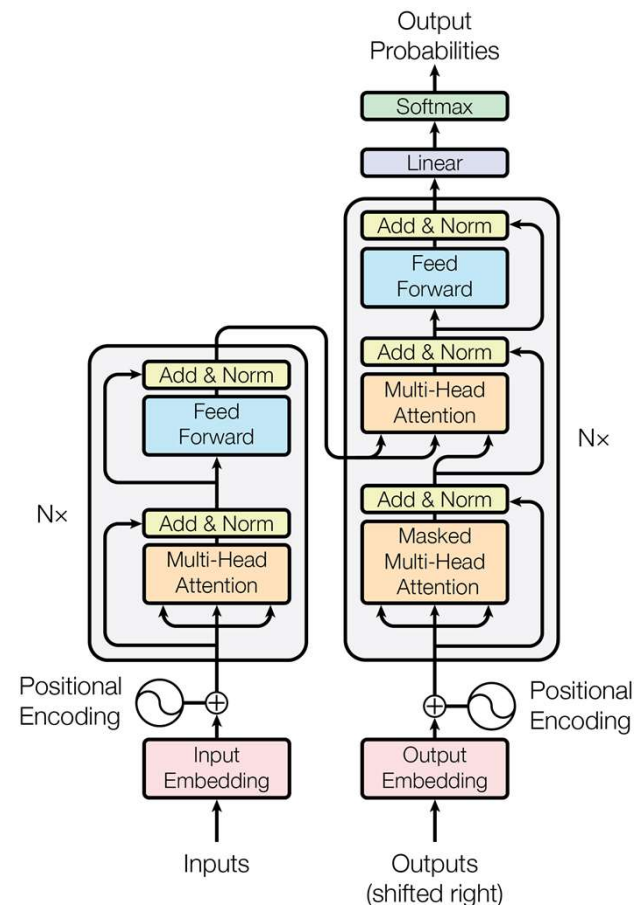 Output
Probabilities
Softmax
Linear
Add & Norm
Feed
Forward
Add & Norm
Multi-Head
Attention
Add & Norm
Masked
Multi-Head
Attention
Nx
Add & Norm
Feed
Forward
Add & Norm
Multi-Head
Attention
Nx
Positional
Encoding
Positional
Encoding
Input
Embedding
Output
Embedding
Inputs
Outputs
(shifted right)